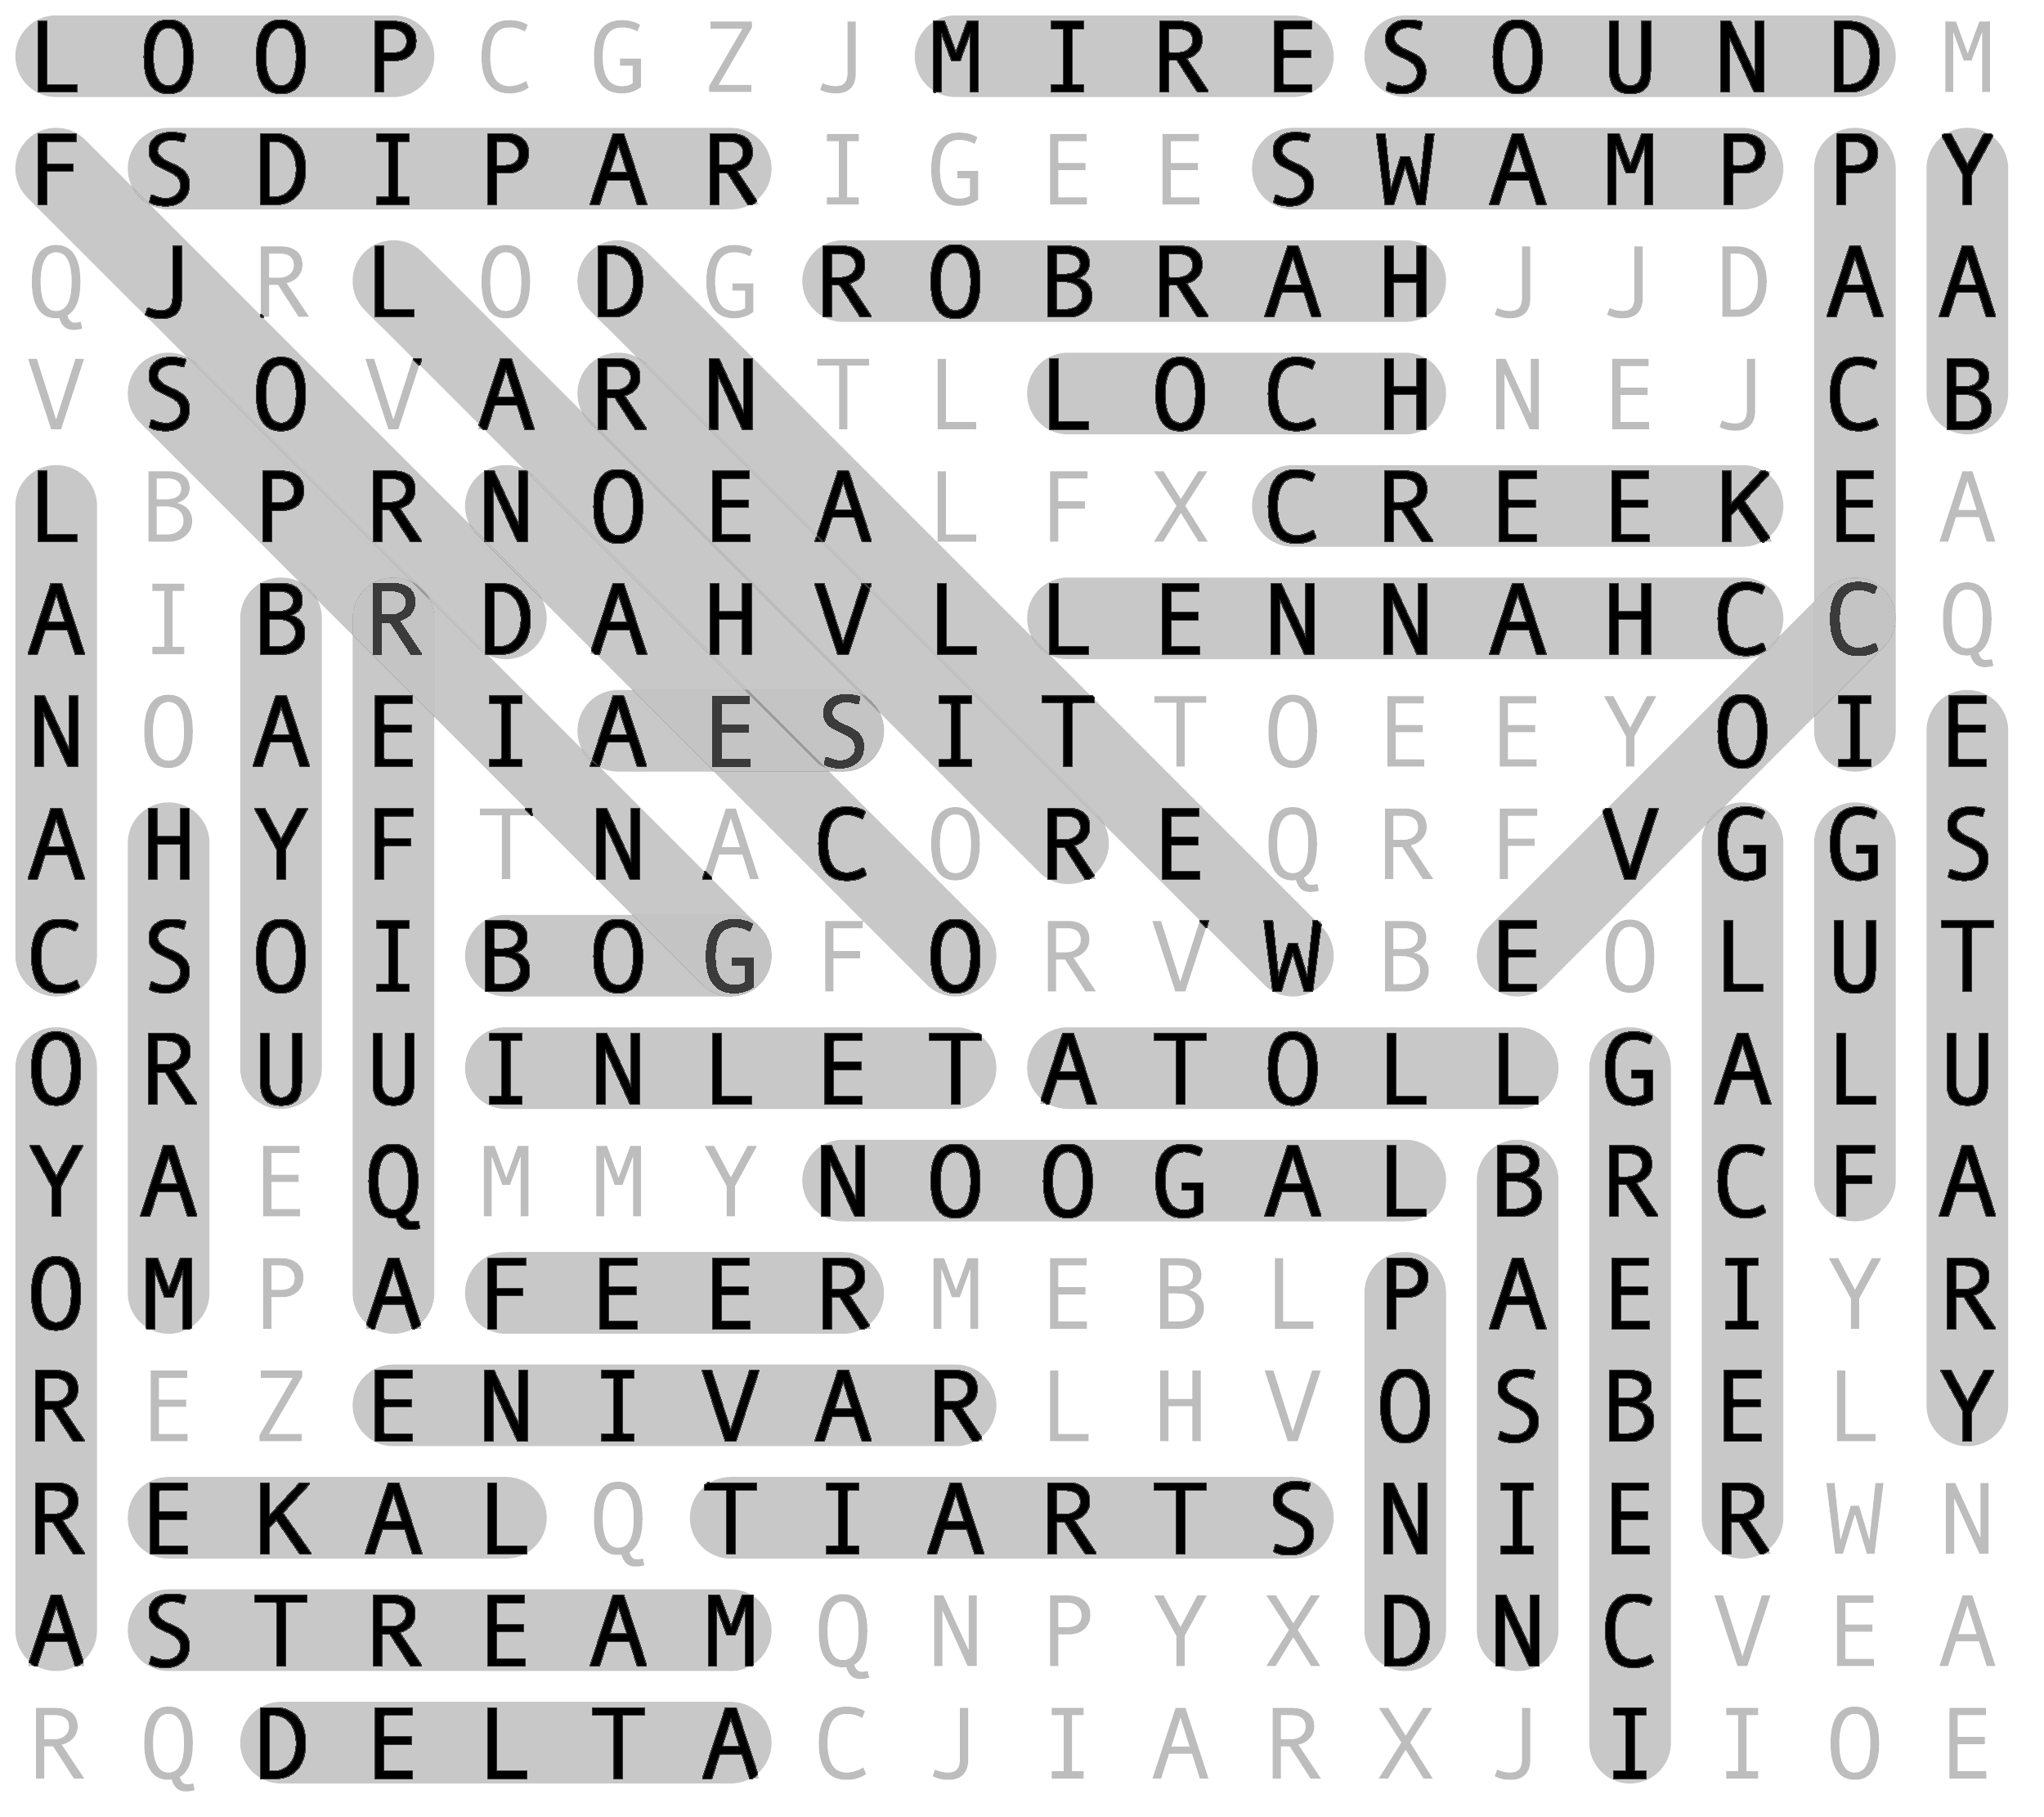 L O O P C G Z J M I R E S O U N D M
F S D I P A R I G E E S W A M P P Y
Q J R L O D G R O B R A H J J D A A
V S O V A R N T L L O C H N E J C B
L B P R N O E A L F X C R E E K E A
A I B R D A H V L L E N N A H C C Q
N O A E I A E S I T T O E E Y O I E
A H Y F T N A C O R E Q R F V G G S
C S O I B O G F O R V W B E O L U T
O R U U I N L E T A T O L L G A L U
Y A E Q M M Y N O O G A L B R C F A
O M P A F E E R M E B L P A E I Y R
R E Z E N I V A R L H V O S B E L Y
R E K A L Q T I A R T S N I E R W N
A S T R E A M Q N P Y X D N C V E A
R Q D E L T A C J I A R X J I I O E